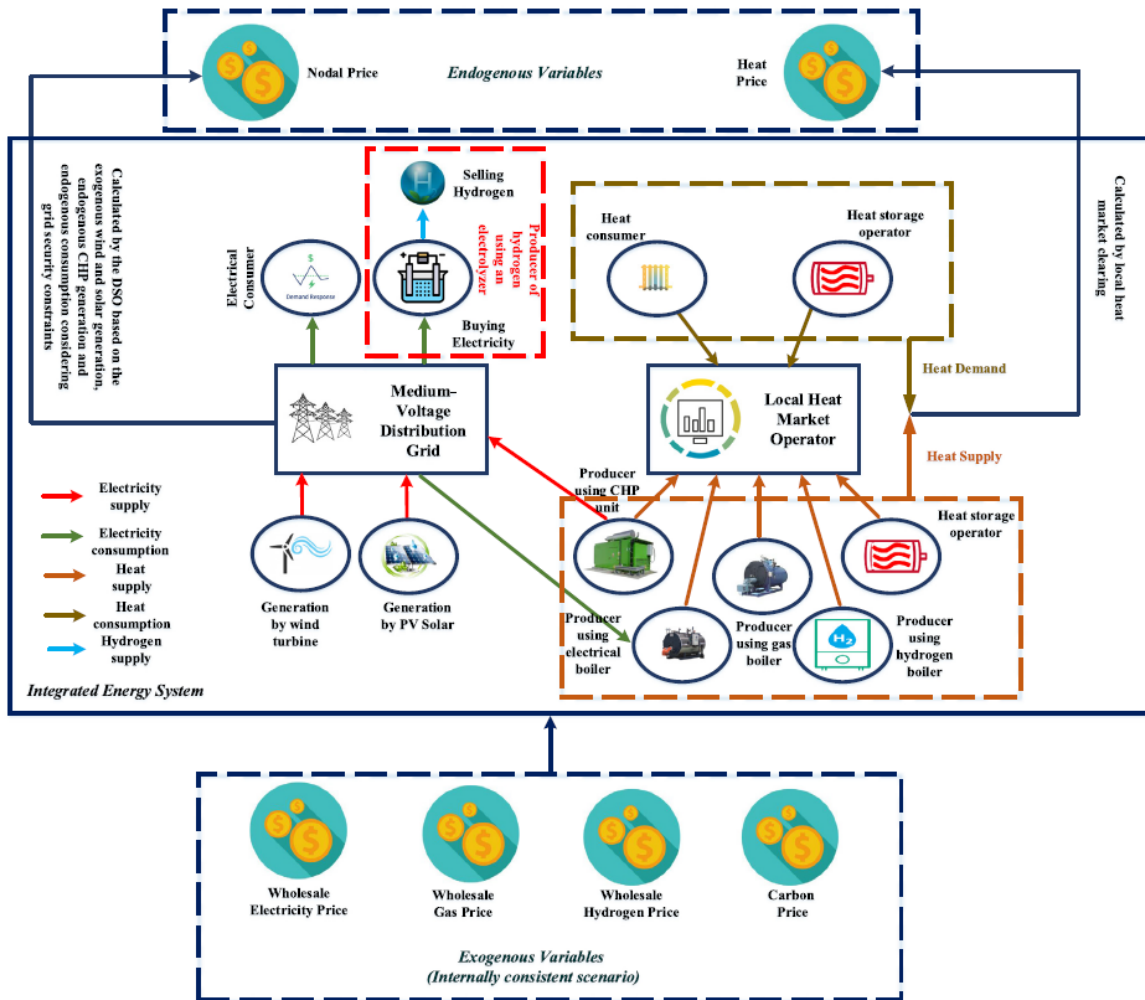 Nodal Price
Endogenous Variables
Heat
Price
Calculated by the DSO based on the
exogenous wind and solar generation,
endogenous CHP generation and
endogenous consumption considering
grid security constraints
Electrical
Consumer
Demand Response
$
H
Selling
Hydrogen
Producer of
hydrogen
using an
electrolyzer
Buying
Electricity
Heat
consumer
Heat storage
operator
Calculated by local heat
market clearing
Heat Demand
Heat Supply
Medium–
Voltage
Distribution
Grid
Local Heat
Market
Operator
Electricity
supply
Electricity
consumption
Heat
supply
Heat
consumption
Hydrogen
supply
Generation
by wind
turbine
Generation
by PV Solar
Producer
using CHP
unit
Heat storage
operator
Producer
using
electrical
boiler
Producer
using gas
boiler
H2
Producer
using
hydrogen
boiler
Integrated Energy System
Wholesale
Electricity Price
Wholesale
Gas Price
Wholesale
Hydrogen Price
Carbon
Price
Exogenous Variables
(Internally consistent scenario)